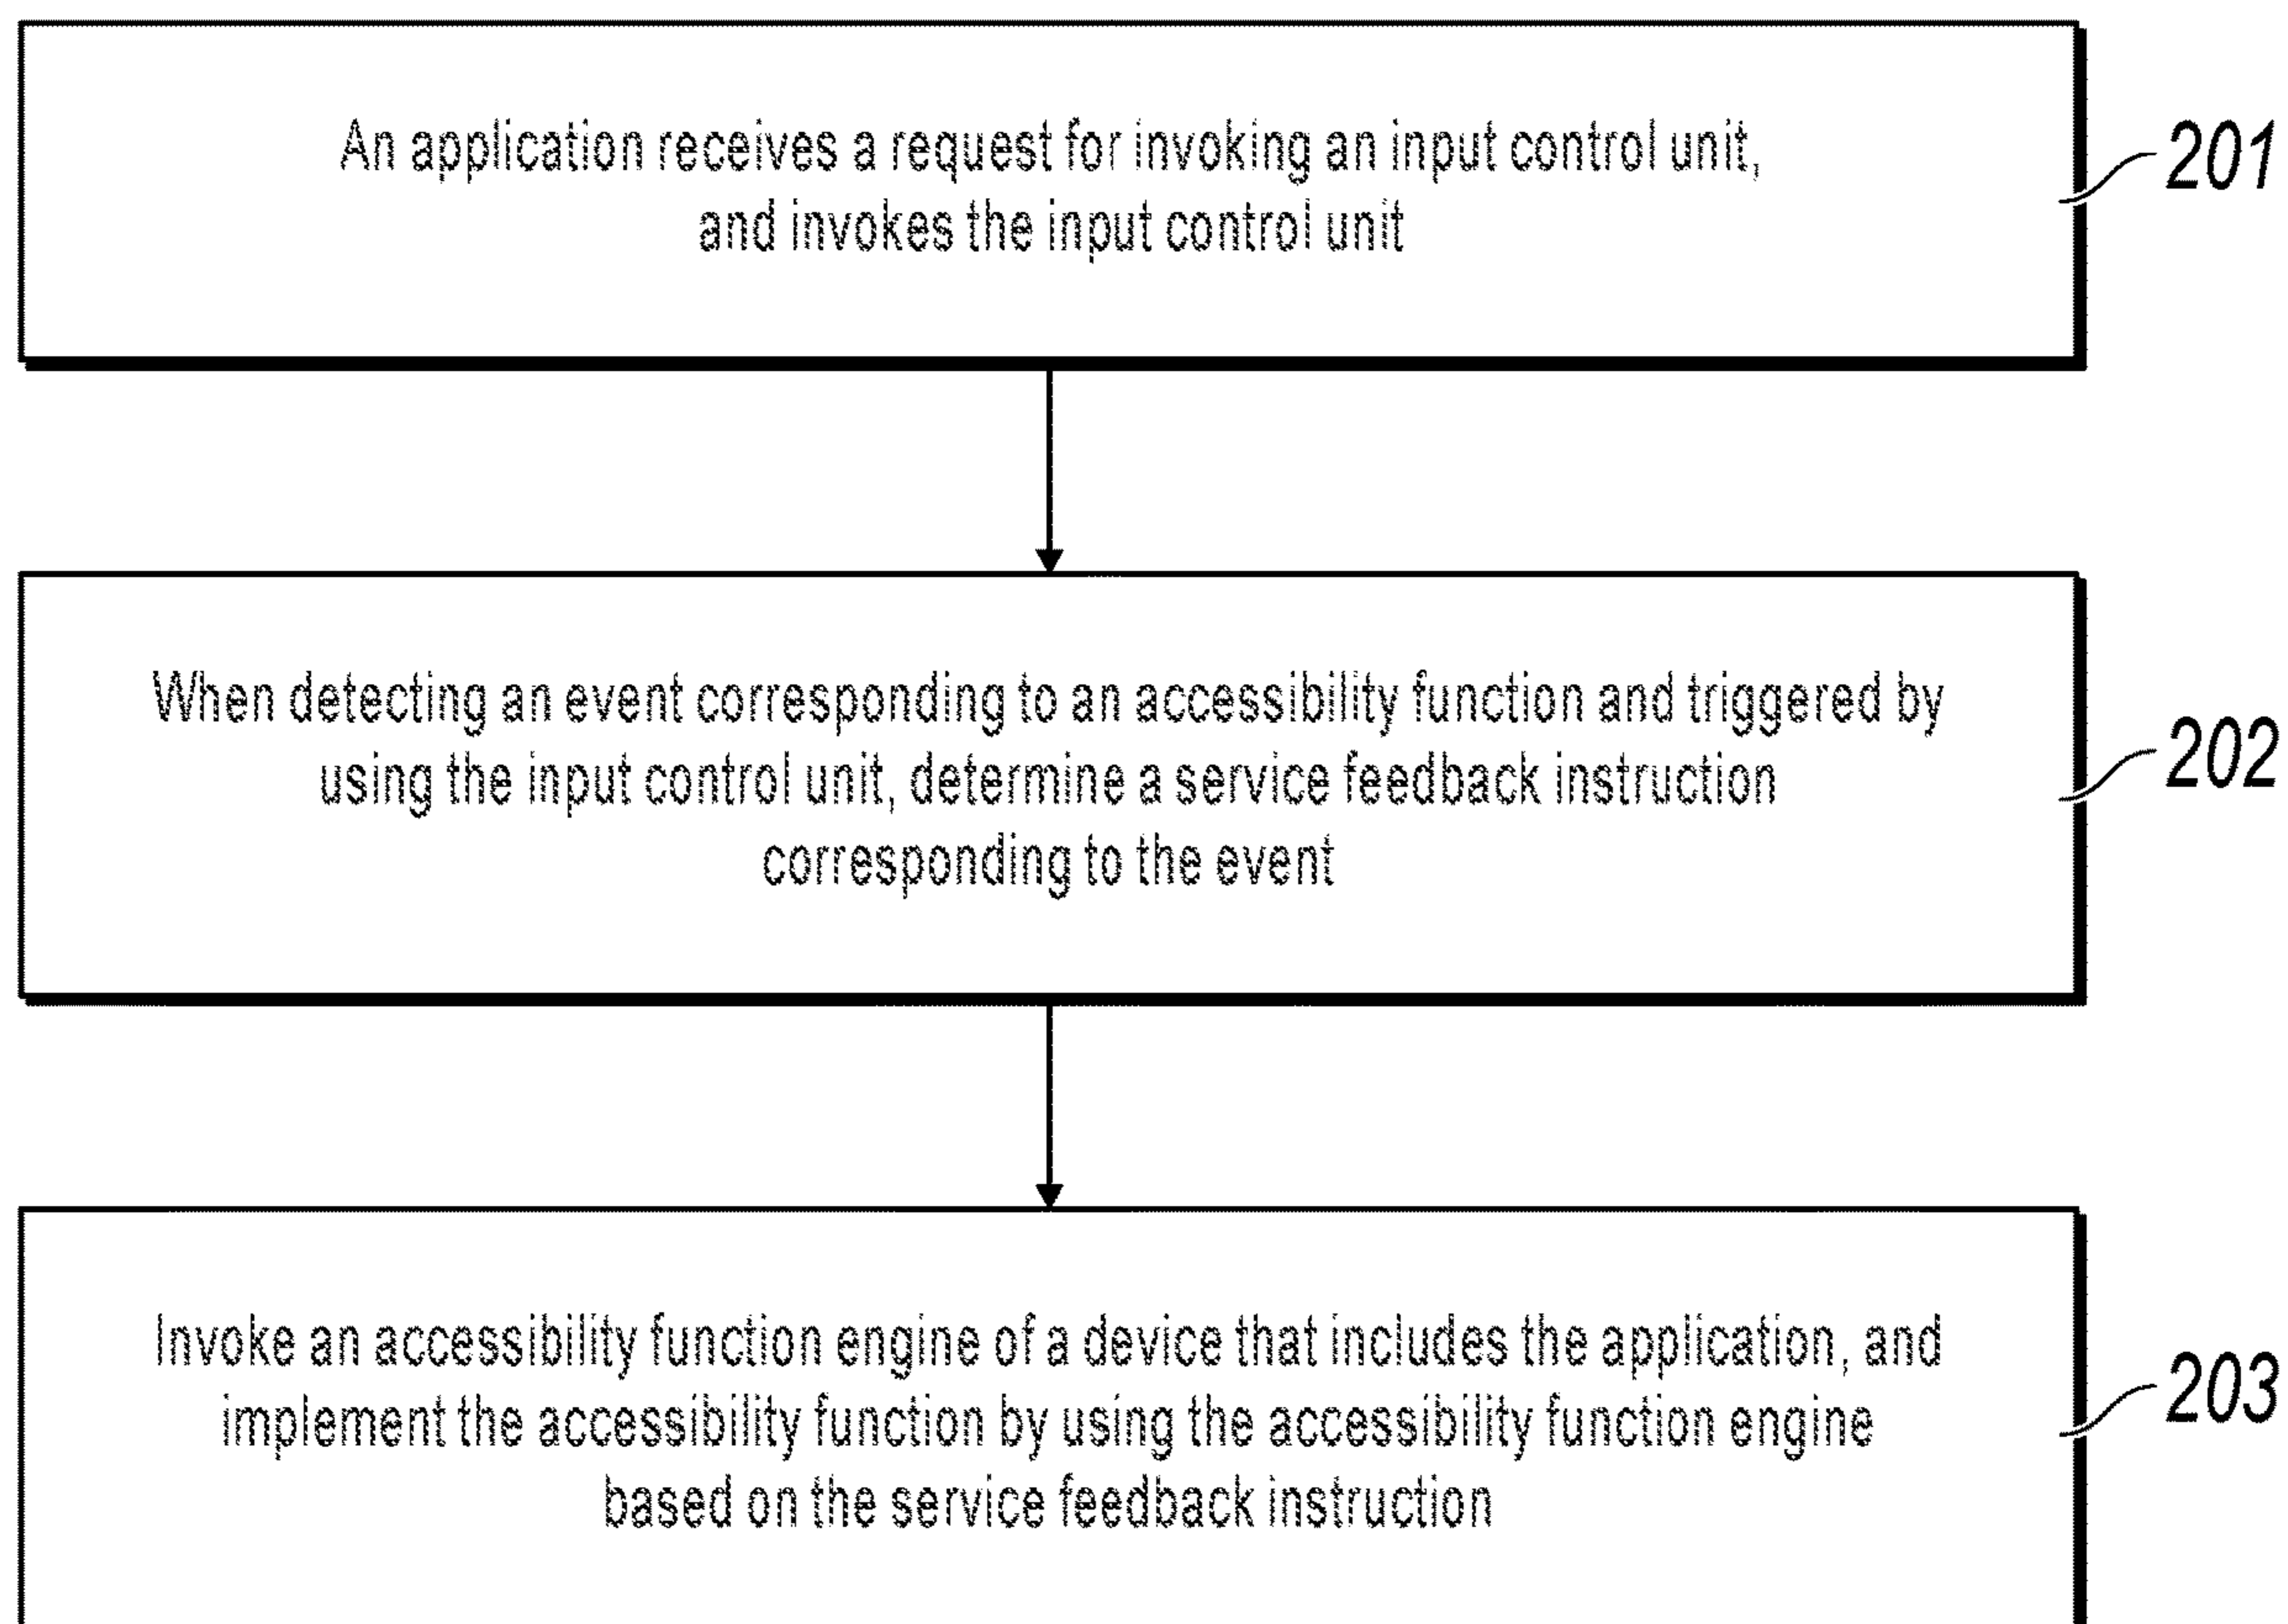 An application receives a request for invoking an input control unit,
and invokes the input control unit
201
When detecting an event corresponding to an accessibility function and triggered by
using the input control unit, determine a service feedback instruction
corresponding to the event
202
Invoke an accessibility function engine of a device that includes the application, and
implement the accessibility function by using the accessibility function engine
based on the service feedback instruction
203